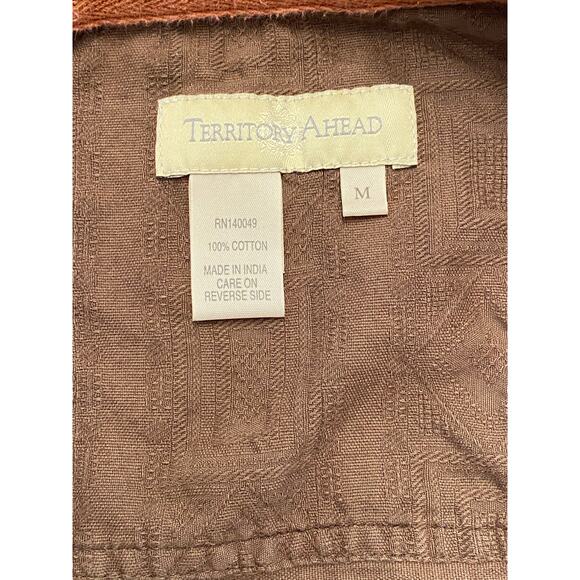 TERRITORY AHEAD
M
RN140049
100% COTTON
MADE IN INDIA
CARE ON
REVERSE SIDE